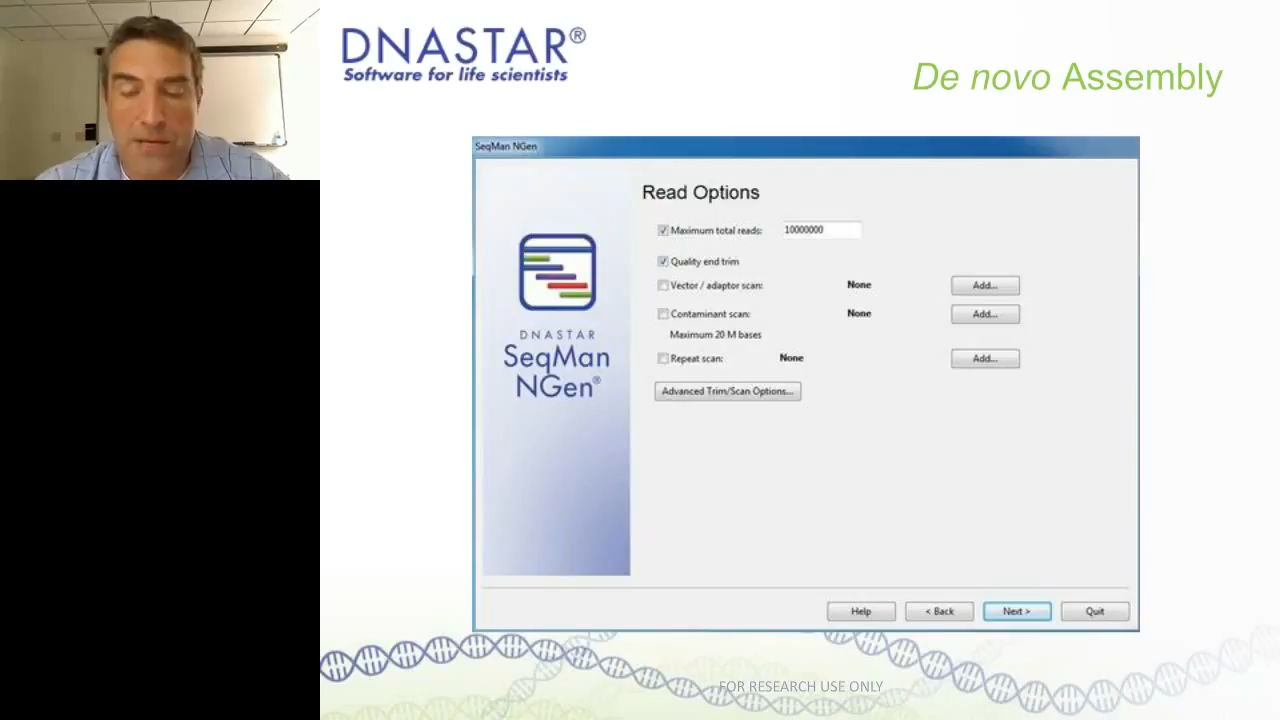 DNASTAR®
Software for life scientists
De novo Assembly
SeqMan NGen
Read Options
Maximum total reads: 10000000
Quality end trim
Vector / adaptor scan: None Add...
Contaminant scan: None Add...
Maximum 20 M bases
Repeat scan: None Add...
Advanced Trim/Scan Options...
DNASTAR
SeqMan
NGen®
Help < Back Next > Quit
FOR RESEARCH USE ONLY